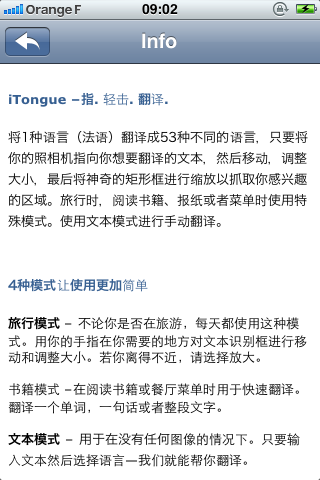 Orange F
09:02
Info
iTongue –指. 轻击. 翻译.
将1种语言（法语）翻译成53种不同的语言，只要将
你的照相机指向你想要翻译的文本，然后移动，调整
大小，最后将神奇的矩形框进行缩放以抓取你感兴趣
的区域。旅行时，阅读书籍、报纸或者菜单时使用特
殊模式。使用文本模式进行手动翻译。
4种模式让使用更加简单
旅行模式 – 不论你是否在旅游，每天都使用这种模
式。用你的手指在你需要的地方对文本识别框进行移
动和调整大小。若你离得不近，请选择放大。
书籍模式 –在阅读书籍或餐厅菜单时用于快速翻译。
翻译一个单词，一句话或者整段文字。
文本模式 – 用于在没有任何图像的情况下。只要输
入文本然后选择语言—我们就能帮你翻译。